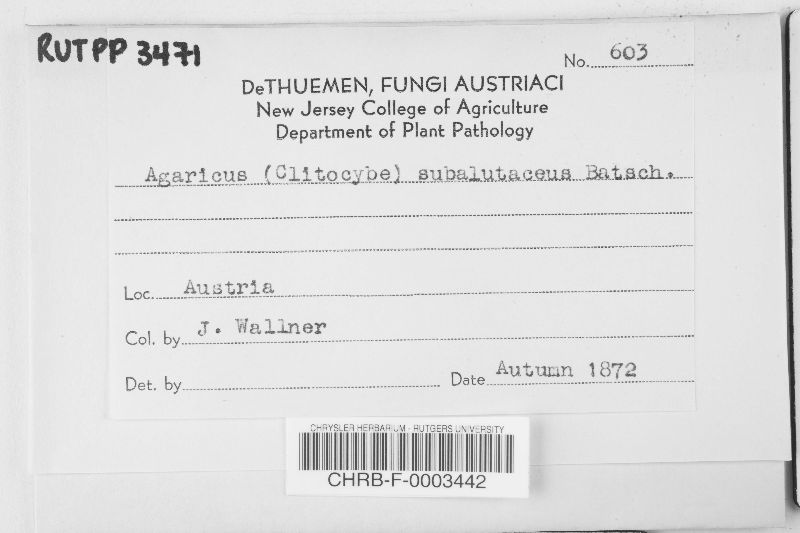 RUTPP 3471
No. 603
DeTHUEMEN, FUNGI AUSTRIACI
New Jersey College of Agriculture
Department of Plant Pathology
Agaricus (Clitocybe) subalutaceus Batsch.
Loc. Austria
Col. by J. Wallner
Det. by
Date Autumn 1872
CHRYSLER HERBARIUM - RUTGERS UNIVERSITY
CHRB-F-0003442